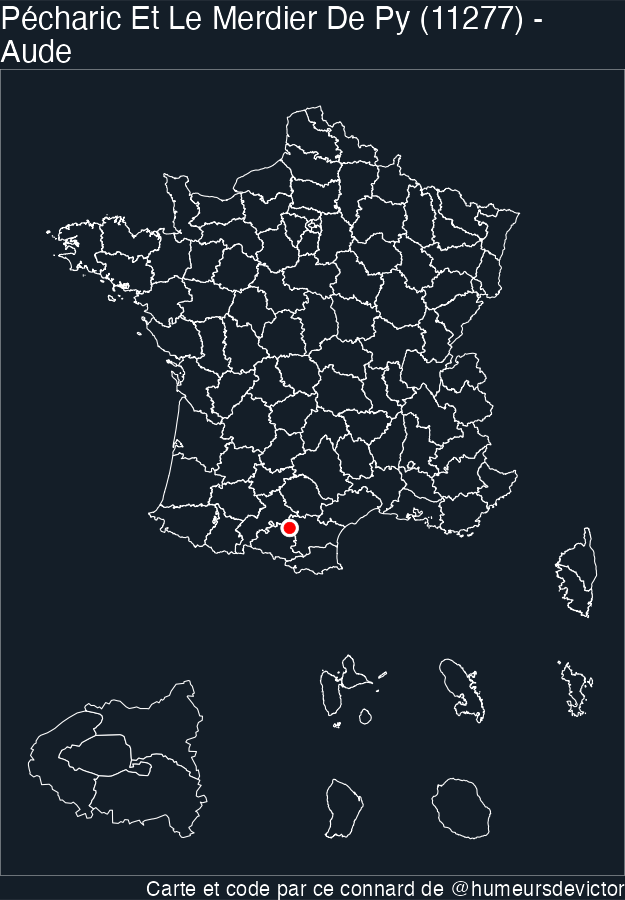 Pécharic Et Le Merdier De Py (11277) -
Aude
Carte et code par ce connard de @humeursdevictor